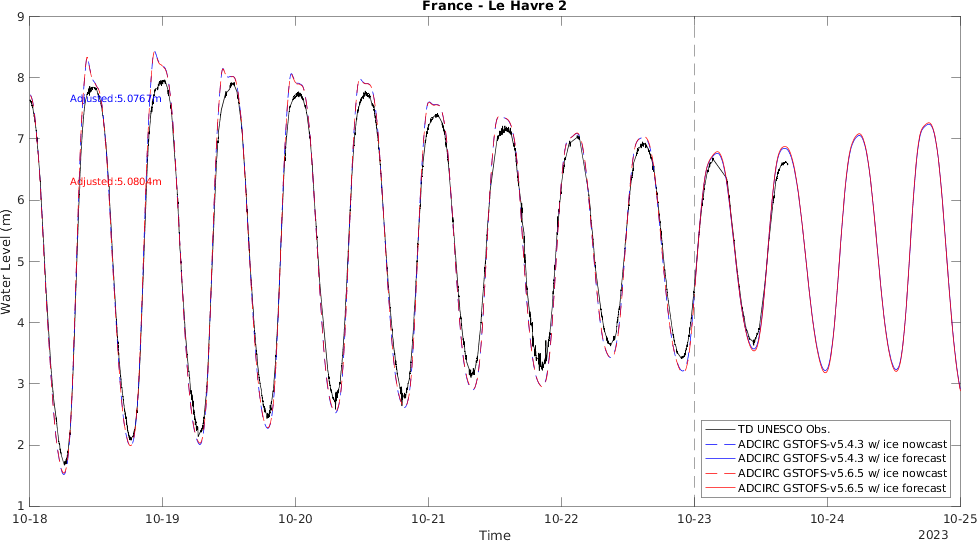 France - Le Havre 2
9
8
7
6
5
4
3
2
1
Water Level (m)
Adjusted:5.0767m
Adjusted:5.0804m
TD UNESCO Obs.
ADCIRC GSTOFS-v5.4.3 w/ ice nowcast
ADCIRC GSTOFS-v5.4.3 w/ ice forecast
ADCIRC GSTOFS-v5.6.5 w/ ice nowcast
ADCIRC GSTOFS-v5.6.5 w/ ice forecast
10-18 10-19 10-20 10-21 10-22 10-23 10-24 10-25
Time
2023